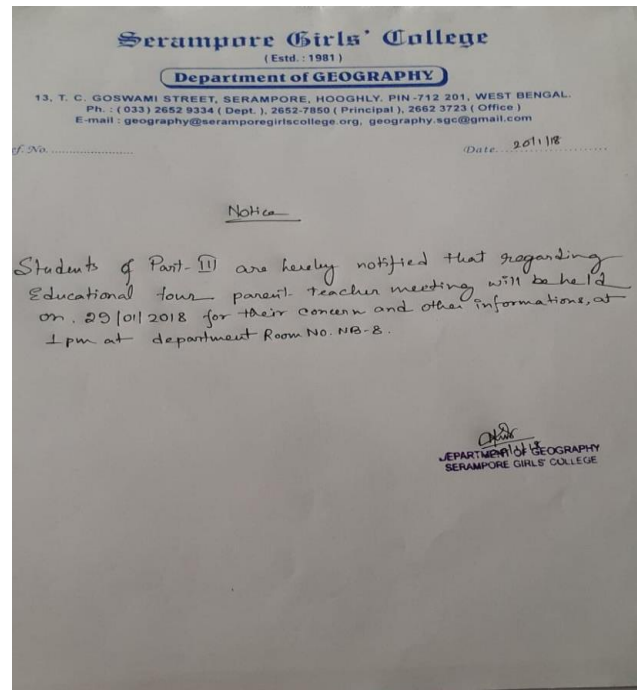 Serampore Girls' College
(Estd. : 1981)
Department of GEOGRAPHY
13, T. C. GOSWAMI STREET, SERAMPORE, HOOGHLY. PIN-712 201, WEST BENGAL.
Ph. : (033) 2652 9334 ( Dept. ), 2652-7850 ( Principal ), 2662 3723 ( Office )
E-mail : geography@seramporegirlscollege.org, geography.sgc@gmail.com
ef. No. ........................ Date. 20/1/18
Notice
Students of Part-III are hereby notified that regarding
Educational tour parent-teacher meeting will be held
on. 29/01/2018 for their concern and other informations, at
1pm at department Room No. NB-8.
DEPARTMENT OF GEOGRAPHY
SERAMPORE GIRLS' COLLEGE